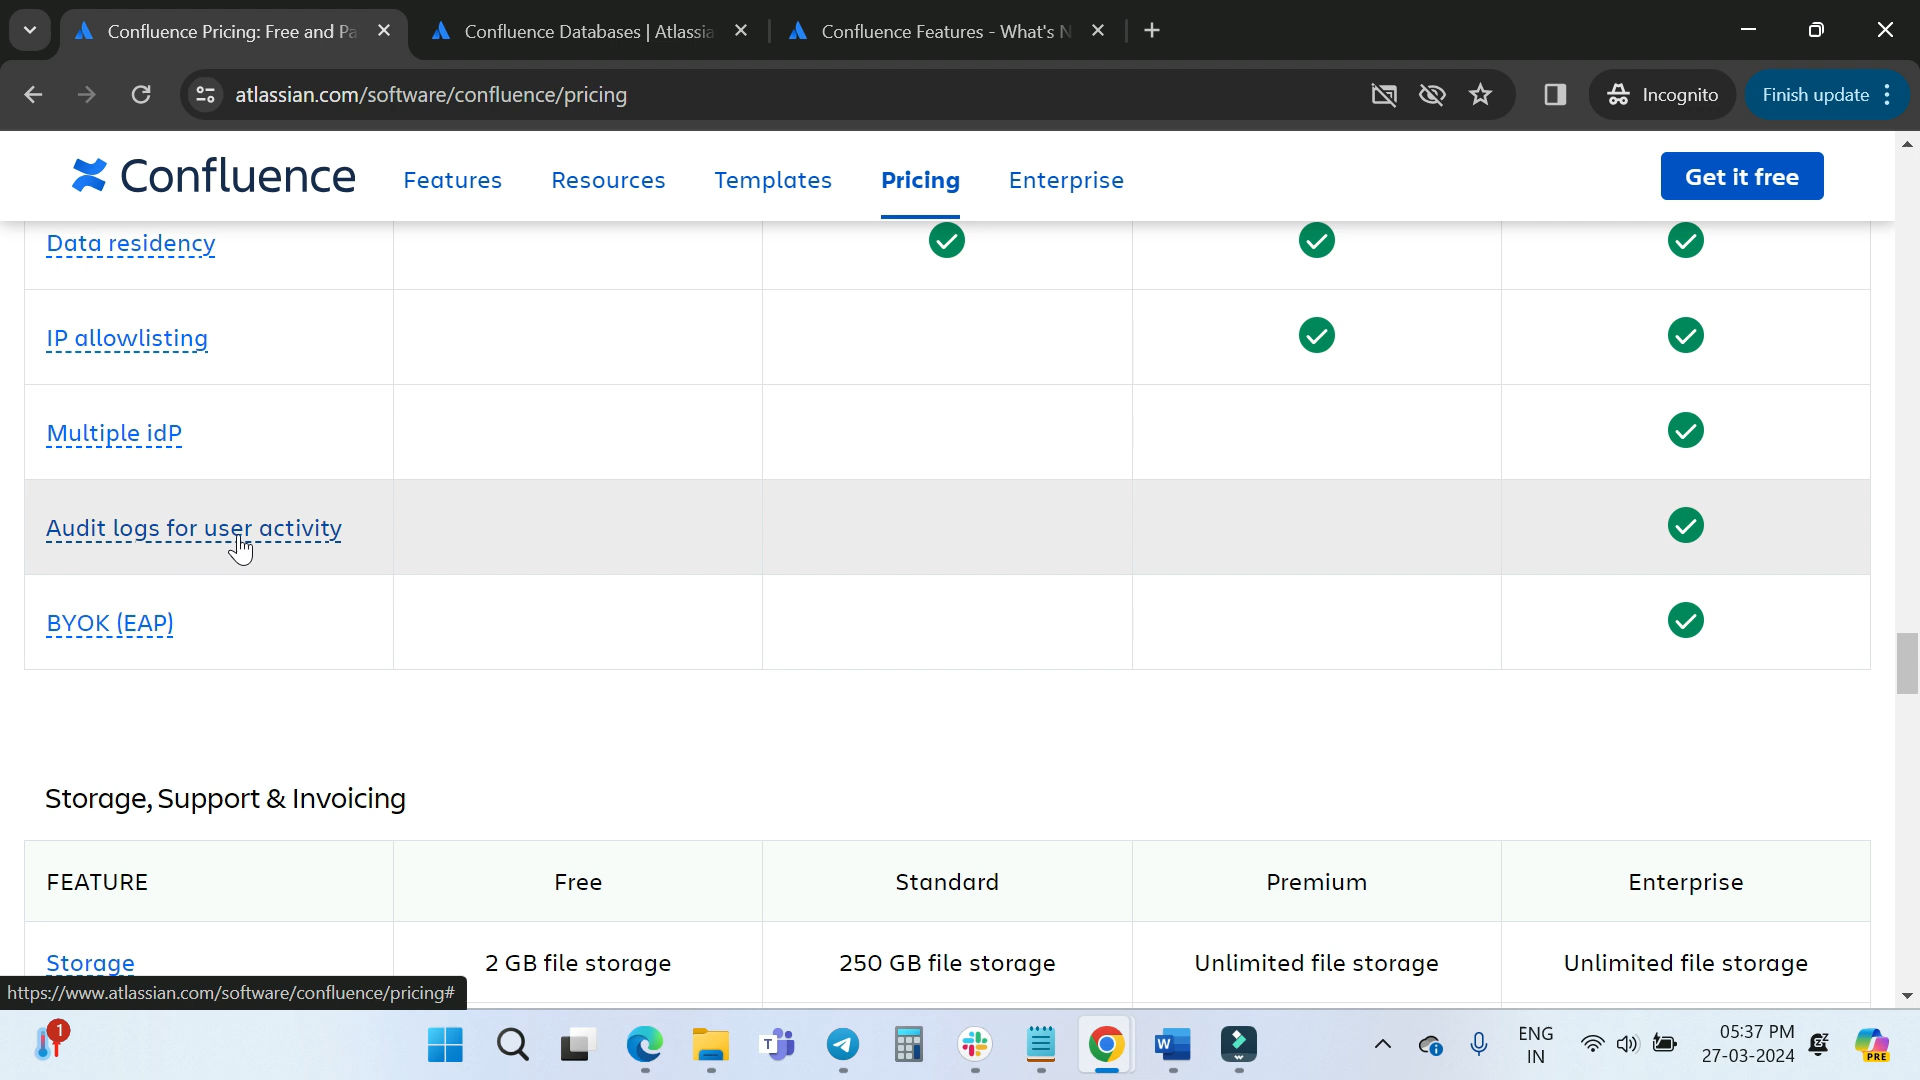 Confluence Pricing: Free and Pa
Confluence Databases | Atlassia
Confluence Features - What's N
atlassian.com/software/confluence/pricing
Incognito
Finish update
Confluence
Features
Resources
Templates
Pricing
Enterprise
Get it free
Data residency
IP allowlisting
Multiple idP
Audit logs for user activity
BYOK (EAP)
Storage, Support & Invoicing
FEATURE Free Standard Premium Enterprise
Storage 2 GB file storage 250 GB file storage Unlimited file storage Unlimited file storage
https://www.atlassian.com/software/confluence/pricing#
1
ENG
IN
05:37 PM
27-03-2024
PRE